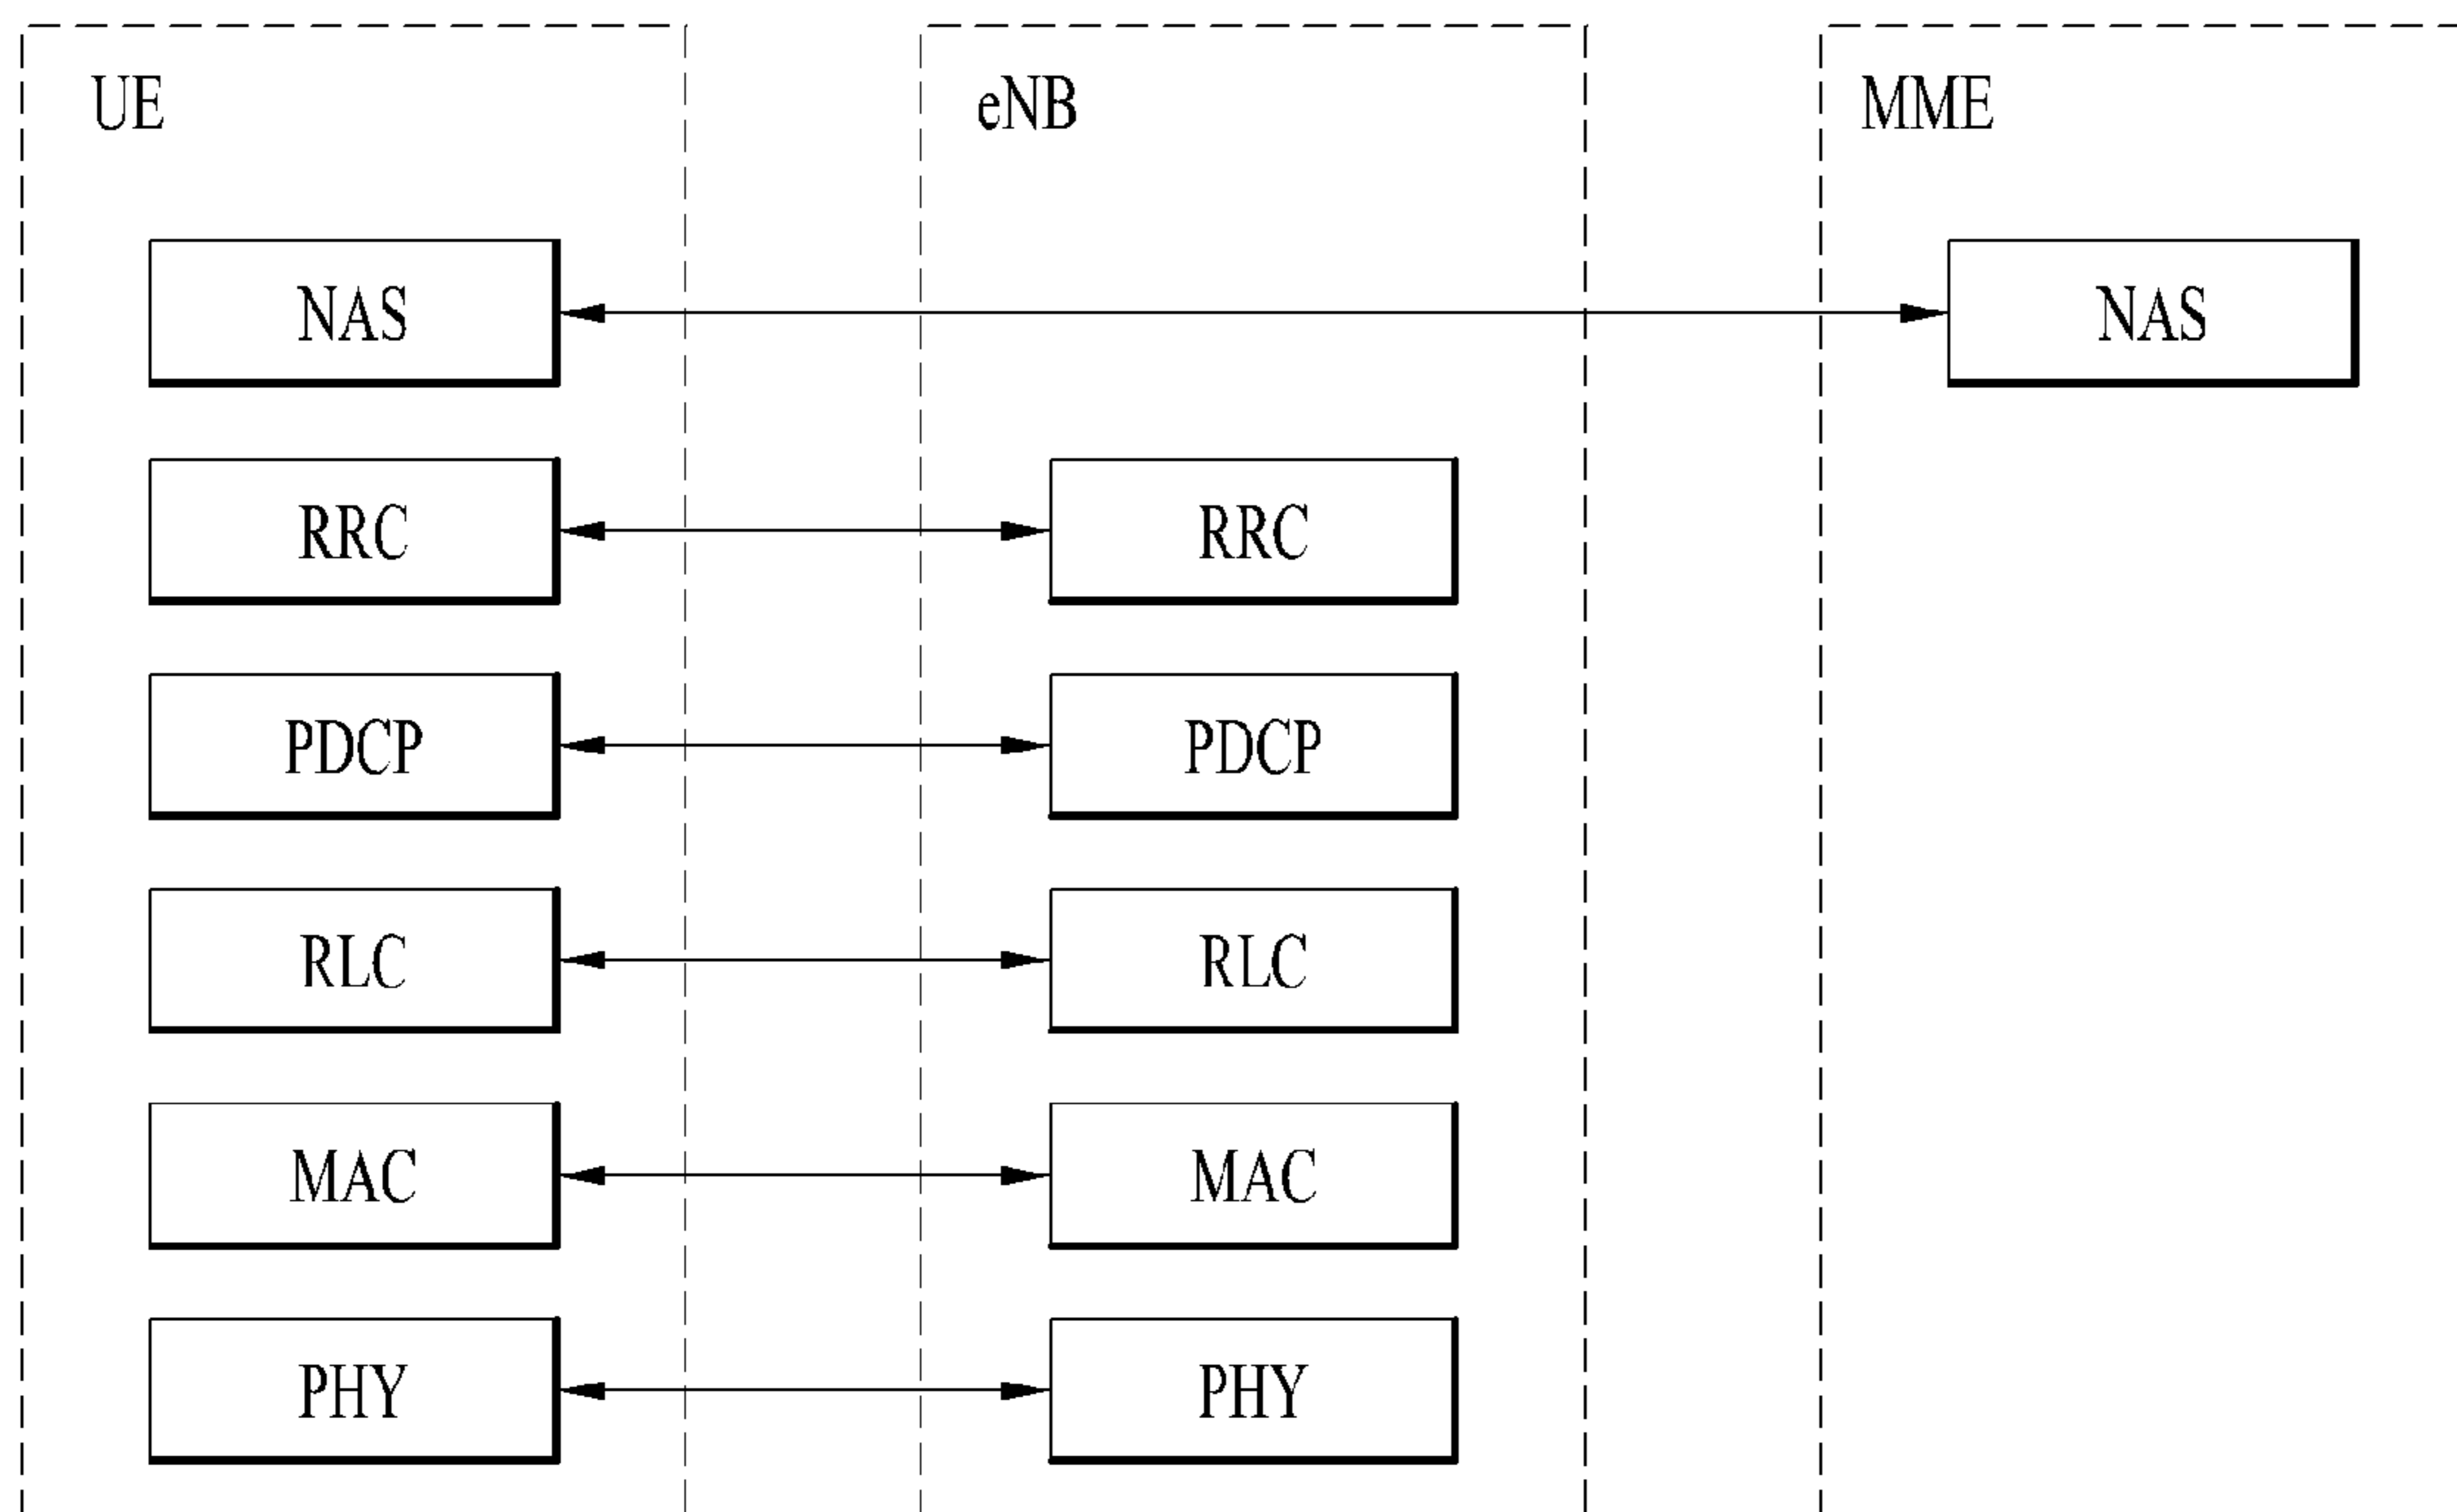 UE eNB MME
NAS NAS
RRC RRC
PDCP PDCP
RLC RLC
MAC MAC
PHY PHY